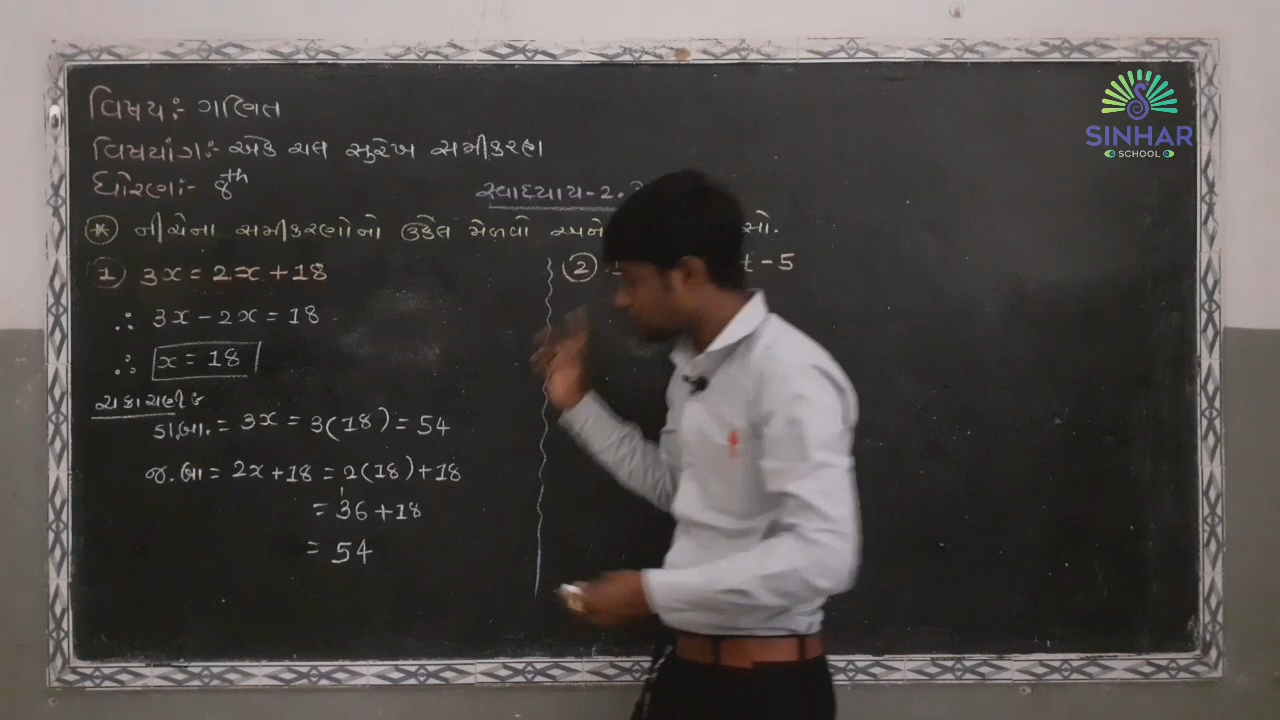 વિષય:- ગણિત
વિષયાંગ:- એક ચલ સુરેખ સમીકરણ
ધોરણ:- 8th
સ્વાધ્યાય-2.
* નીચેના સમીકરણોનો ઉકેલ મેળવો અને સો.
1 3x = 2x + 18
∴ 3x - 2x = 18
∴ x = 18
ડા.બા. = 3x = 3(18) = 54
જ.બા = 2x + 18 = 2(18) + 18
= 36 + 18
= 54
2 t - 5
SINHAR
SCHOOL